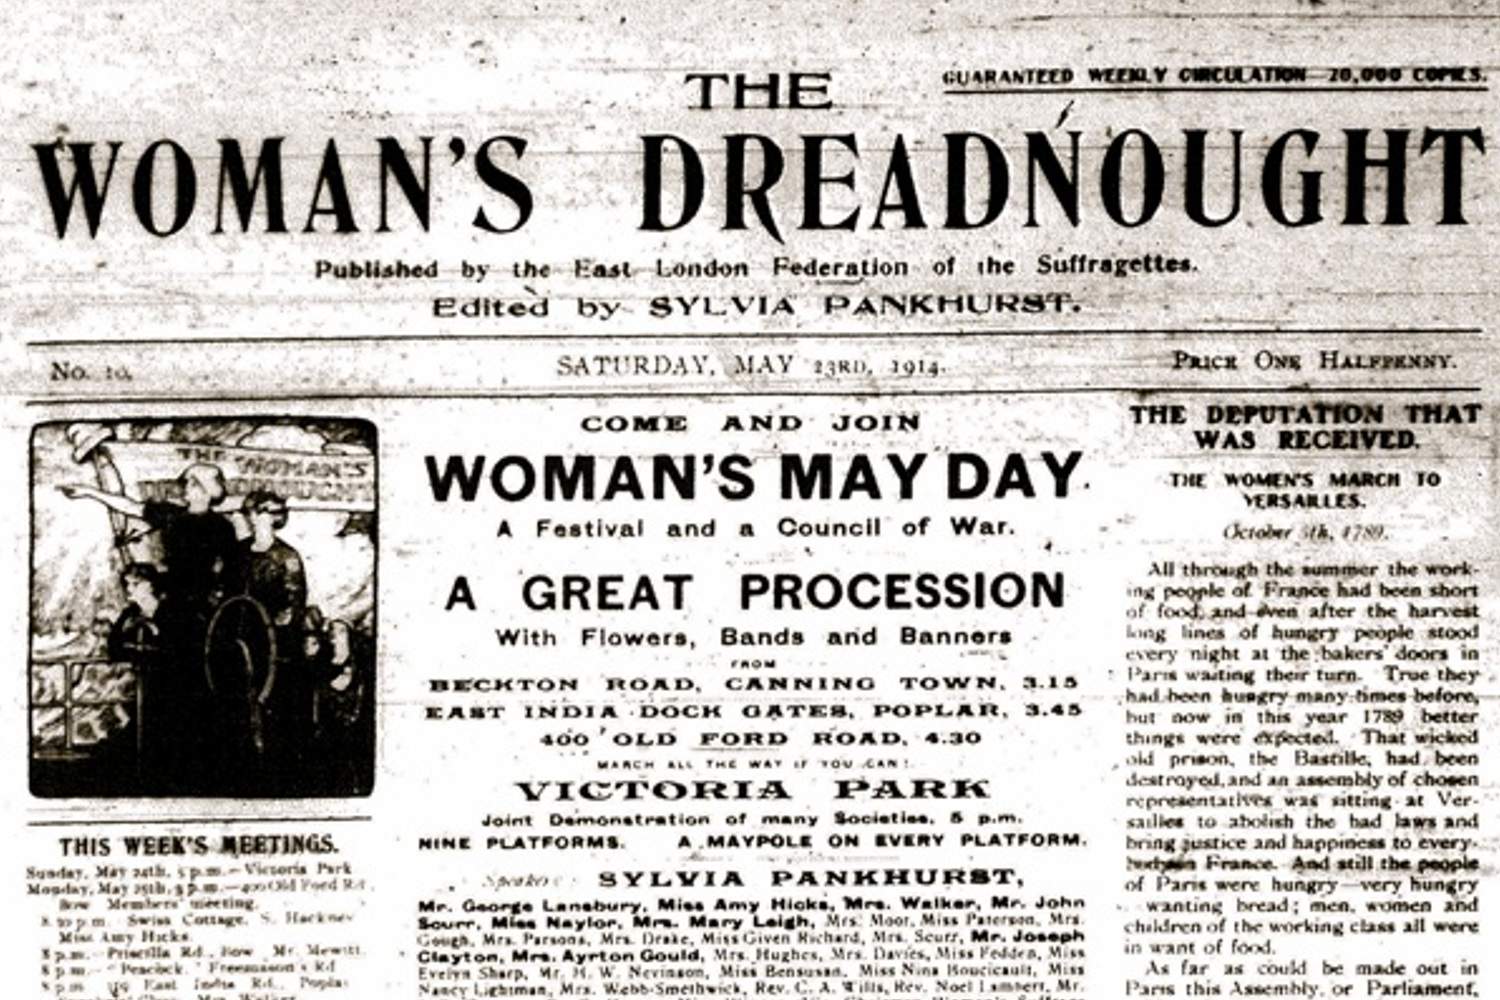 GUARANTEED WEEKLY CIRCULATION 20,000 COPIES.
THE
WOMAN'S DREADNOUGHT
Published by the East London Federation of the Suffragettes.
Edited by SYLVIA PANKHURST.
No. 10. SATURDAY, MAY 23RD, 1914. PRICE ONE HALFPENNY.
THE WOMAN'S
DREADNOUGHT
THIS WEEK'S MEETINGS.
Sunday, May 24th, 5 p.m.—Victoria Park
Monday, May 25th, 3 p.m.—400 Old Ford Rd.
Bow Members' meeting.
8.30 p.m. Swiss Cottage, S. Hackney
Miss Amy Hicks.
8 p.m.—Priscilla Rd., Bow Mr. Mewitt.
8 p.m.—"Peacock," Freemason's Rd
8 p.m. East India Rd., Poplar
Mrs. Walker
COME AND JOIN
WOMAN'S MAY DAY.
A Festival and a Council of War.
A GREAT PROCESSION
With Flowers, Bands and Banners
FROM
BECKTON ROAD, CANNING TOWN, 3.15
EAST INDIA DOCK GATES, POPLAR, 3.45
400 OLD FORD ROAD, 4.30
MARCH ALL THE WAY IF YOU CAN!
VICTORIA PARK
Joint Demonstration of many Societies, 5 p.m.
NINE PLATFORMS. A MAYPOLE ON EVERY PLATFORM.
Speakers: SYLVIA PANKHURST,
Mr. George Lansbury, Miss Amy Hicks, Mrs. Walker, Mr. John
Scurr, Miss Naylor, Mrs. Mary Leigh, Mrs. Moor, Miss Paterson, Mrs.
Gough, Mrs. Parsons, Mrs. Drake, Miss Given Richard, Mrs. Scurr, Mr. Joseph
Clayton, Mrs. Ayrton Gould, Mrs. Hughes, Mrs. Davies, Miss Fedden, Miss
Evelyn Sharp, Mr. H. W. Nevinson, Miss Bensusan, Miss Nina Boucicault, Miss
Nancy Lightman, Mrs. Webb-Smethwick, Rev. C. A. Wills, Rev. Noel Lambert, Mr.
THE DEPUTATION THAT
WAS RECEIVED.
THE WOMEN'S MARCH TO
VERSAILLES.
October 5th, 1789.
All through the summer the work-
ing people of France had been short
of food, and even after the harvest
long lines of hungry people stood
every night at the bakers' doors in
Paris waiting their turn. True they
had been hungry many times before,
but now in this year 1789 better
things were expected. That wicked
old prison, the Bastille, had been
destroyed, and an assembly of chosen
representatives was sitting at Ver-
sailles to abolish the bad laws and
bring justice and happiness to every-
France. And still the people
of Paris were hungry—very hungry
wanting bread; men, women and
children of the working class all were
in want of food.
As far as could be made out in
Paris this Assembly, or Parliament,